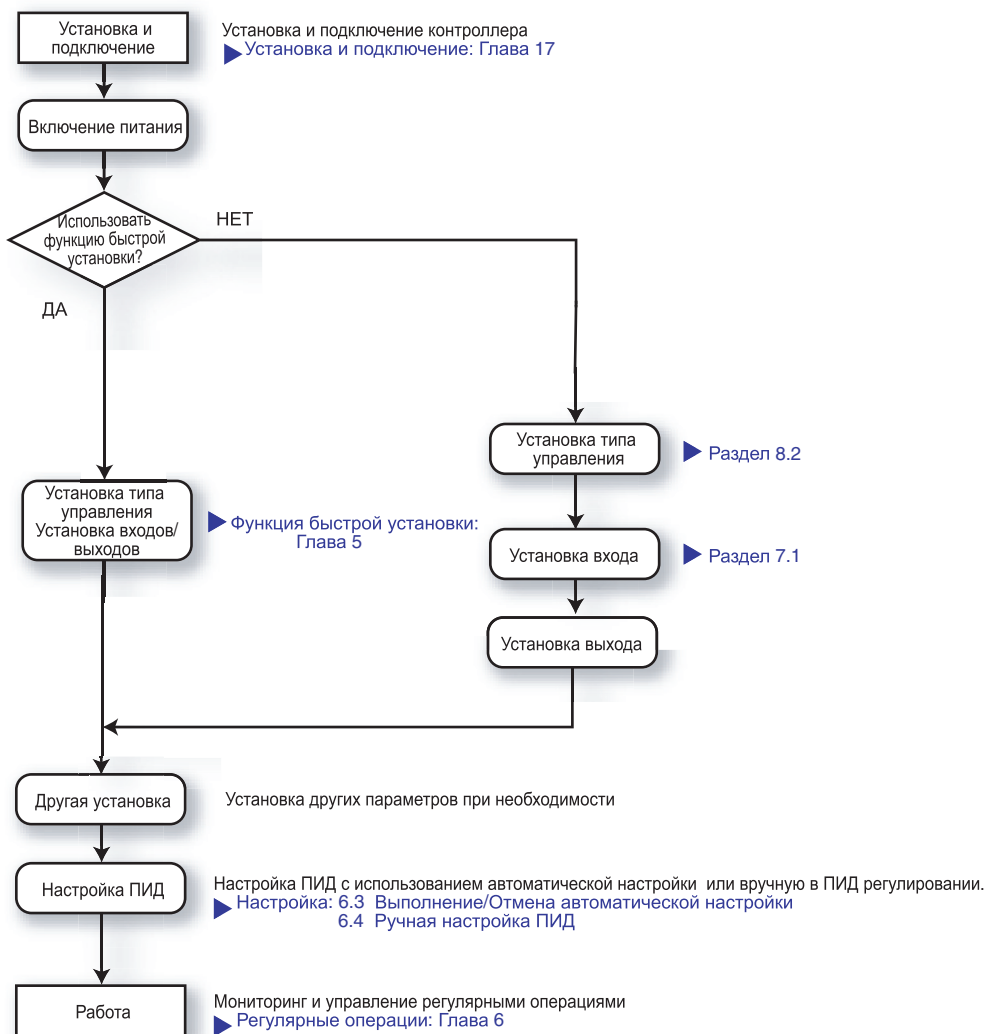 Установка и
подключение
Установка и подключение контроллера
Установка и подключение: Глава 17
Включение питания
Использовать
функцию быстрой
установки?
НЕТ
ДА
Установка типа
управления
Раздел 8.2
Установка типа
управления
Установка входов/
выходов
Функция быстрой установки:
Глава 5
Установка входа
Раздел 7.1
Установка выхода
Другая установка
Установка других параметров при необходимости
Настройка ПИД
Настройка ПИД с использованием автоматической настройки или вручную в ПИД регулировании.
Настройка: 6.3 Выполнение/Отмена автоматической настройки
6.4 Ручная настройка ПИД
Работа
Мониторинг и управление регулярными операциями
Регулярные операции: Глава 6